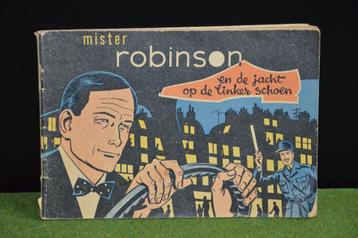 mister
robinson
en de jacht
op de linker schoen